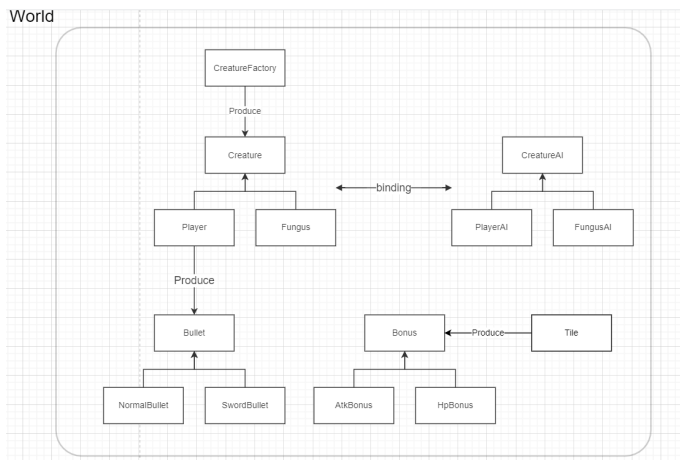 World
CreatureFactory
Produce
Creature
CreatureAI
binding
Player
Fungus
PlayerAI
FungusAI
Produce
Bullet
Bonus
Produce
Tile
NormalBullet
SwordBullet
AtkBonus
HpBonus